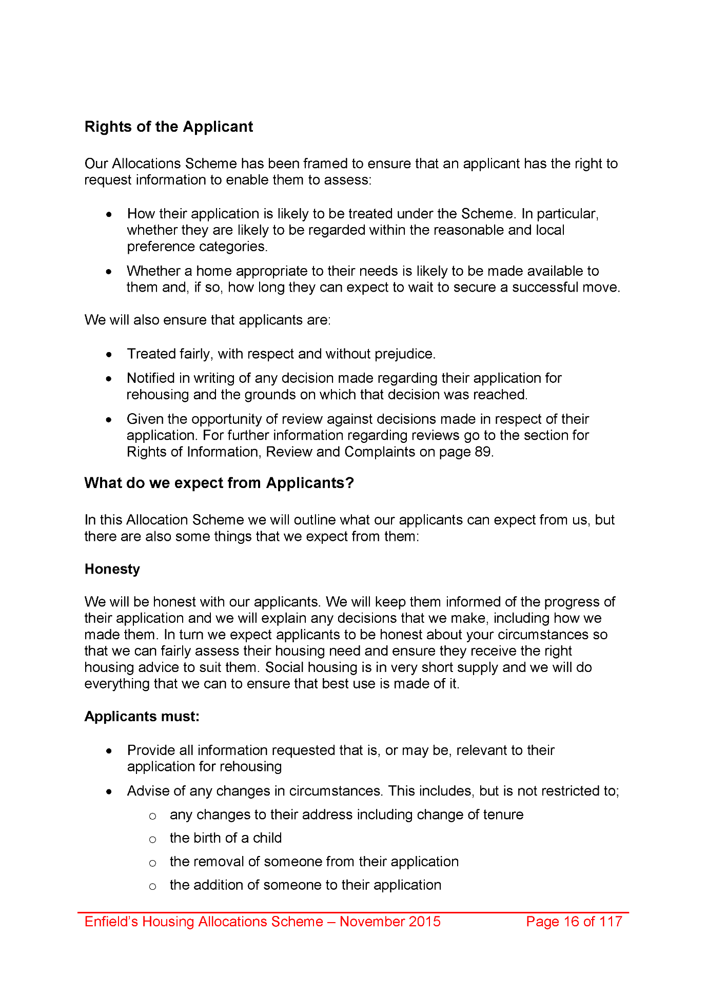 Rights of the Applicant
Our Allocations Scheme has been framed to ensure that an applicant has the right to
request information to enable them to assess:
• How their application is likely to be treated under the Scheme. In particular,
whether they are likely to be regarded within the reasonable and local
preference categories.
• Whether a home appropriate to their needs is likely to be made available to
them and, if so, how long they can expect to wait to secure a successful move.
We will also ensure that applicants are:
• Treated fairly, with respect and without prejudice.
• Notified in writing of any decision made regarding their application for
rehousing and the grounds on which that decision was reached.
• Given the opportunity of review against decisions made in respect of their
application. For further information regarding reviews go to the section for
Rights of Information, Review and Complaints on page 89.
What do we expect from Applicants?
In this Allocation Scheme we will outline what our applicants can expect from us, but
there are also some things that we expect from them:
Honesty
We will be honest with our applicants. We will keep them informed of the progress of
their application and we will explain any decisions that we make, including how we
made them. In turn we expect applicants to be honest about your circumstances so
that we can fairly assess their housing need and ensure they receive the right
housing advice to suit them. Social housing is in very short supply and we will do
everything that we can to ensure that best use is made of it.
Applicants must:
• Provide all information requested that is, or may be, relevant to their
application for rehousing
• Advise of any changes in circumstances. This includes, but is not restricted to;
o any changes to their address including change of tenure
o the birth of a child
o the removal of someone from their application
o the addition of someone to their application
Enfield’s Housing Allocations Scheme – November 2015 Page 16 of 117